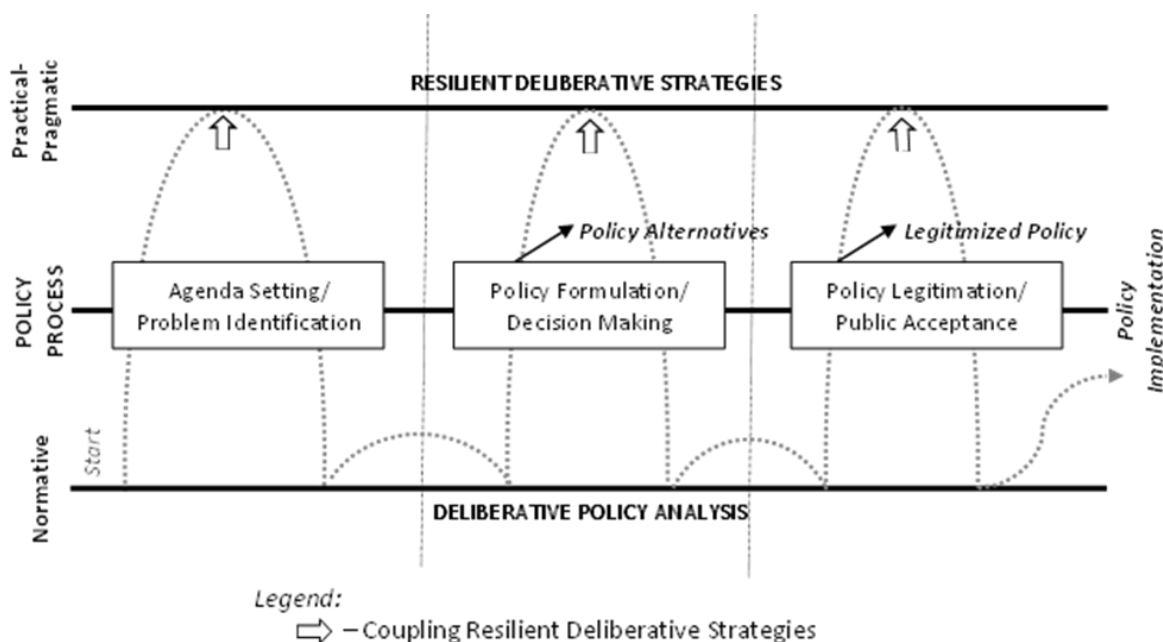 Practical-
Pragmatic
RESILIENT DELIBERATIVE STRATEGIES
Policy Alternatives
Legitimized Policy
POLICY
PROCESS
Agenda Setting/
Problem Identification
Policy Formulation/
Decision Making
Policy Legitimation/
Public Acceptance
Policy
Implementation
Start
Normative
DELIBERATIVE POLICY ANALYSIS
Legend:
– Coupling Resilient Deliberative Strategies